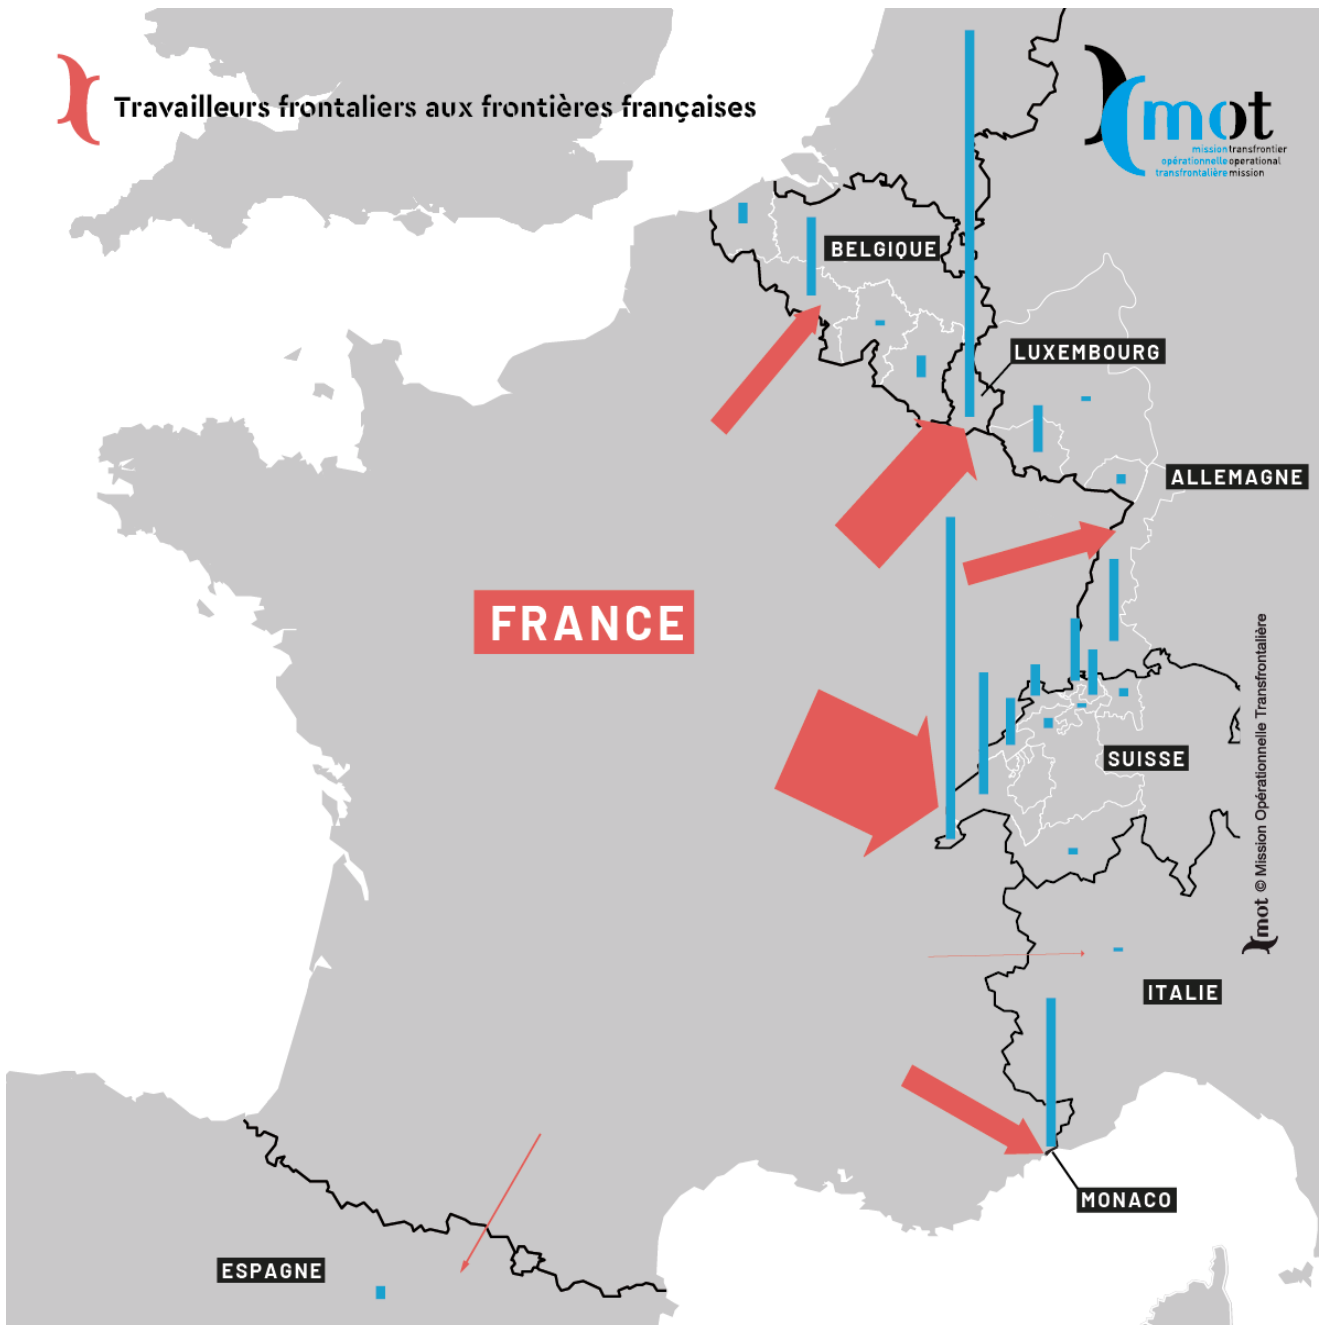 Travailleurs frontaliers aux frontières françaises
mot
mission transfrontier
opérationnelle operational
transfrontalière mission
BELGIQUE
LUXEMBOURG
ALLEMAGNE
FRANCE
SUISSE
ITALIE
MONACO
ESPAGNE
mot © Mission Opérationnelle Transfrontalière